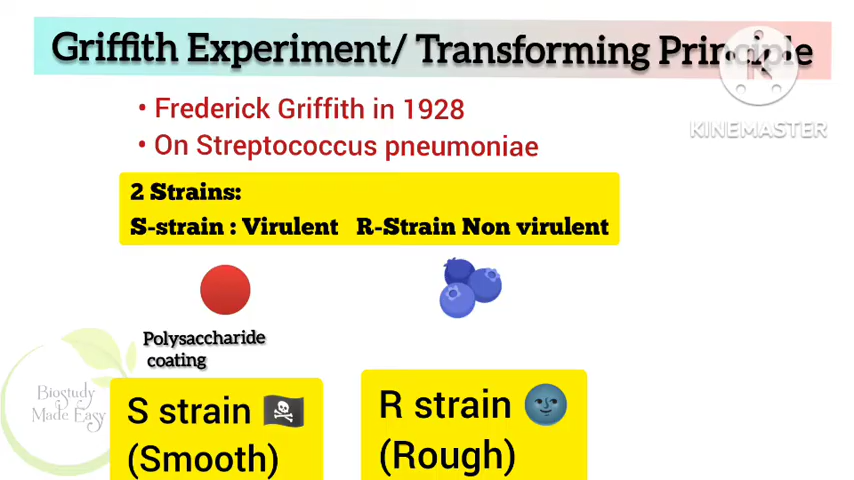 Griffith Experiment/ Transforming Principle
KINEMASTER
• Frederick Griffith in 1928
• On Streptococcus pneumoniae
2 Strains:
S-strain : Virulent R-Strain Non virulent
Polysaccharide
coating
Biostudy
Made Easy
S strain
(Smooth)
R strain
(Rough)